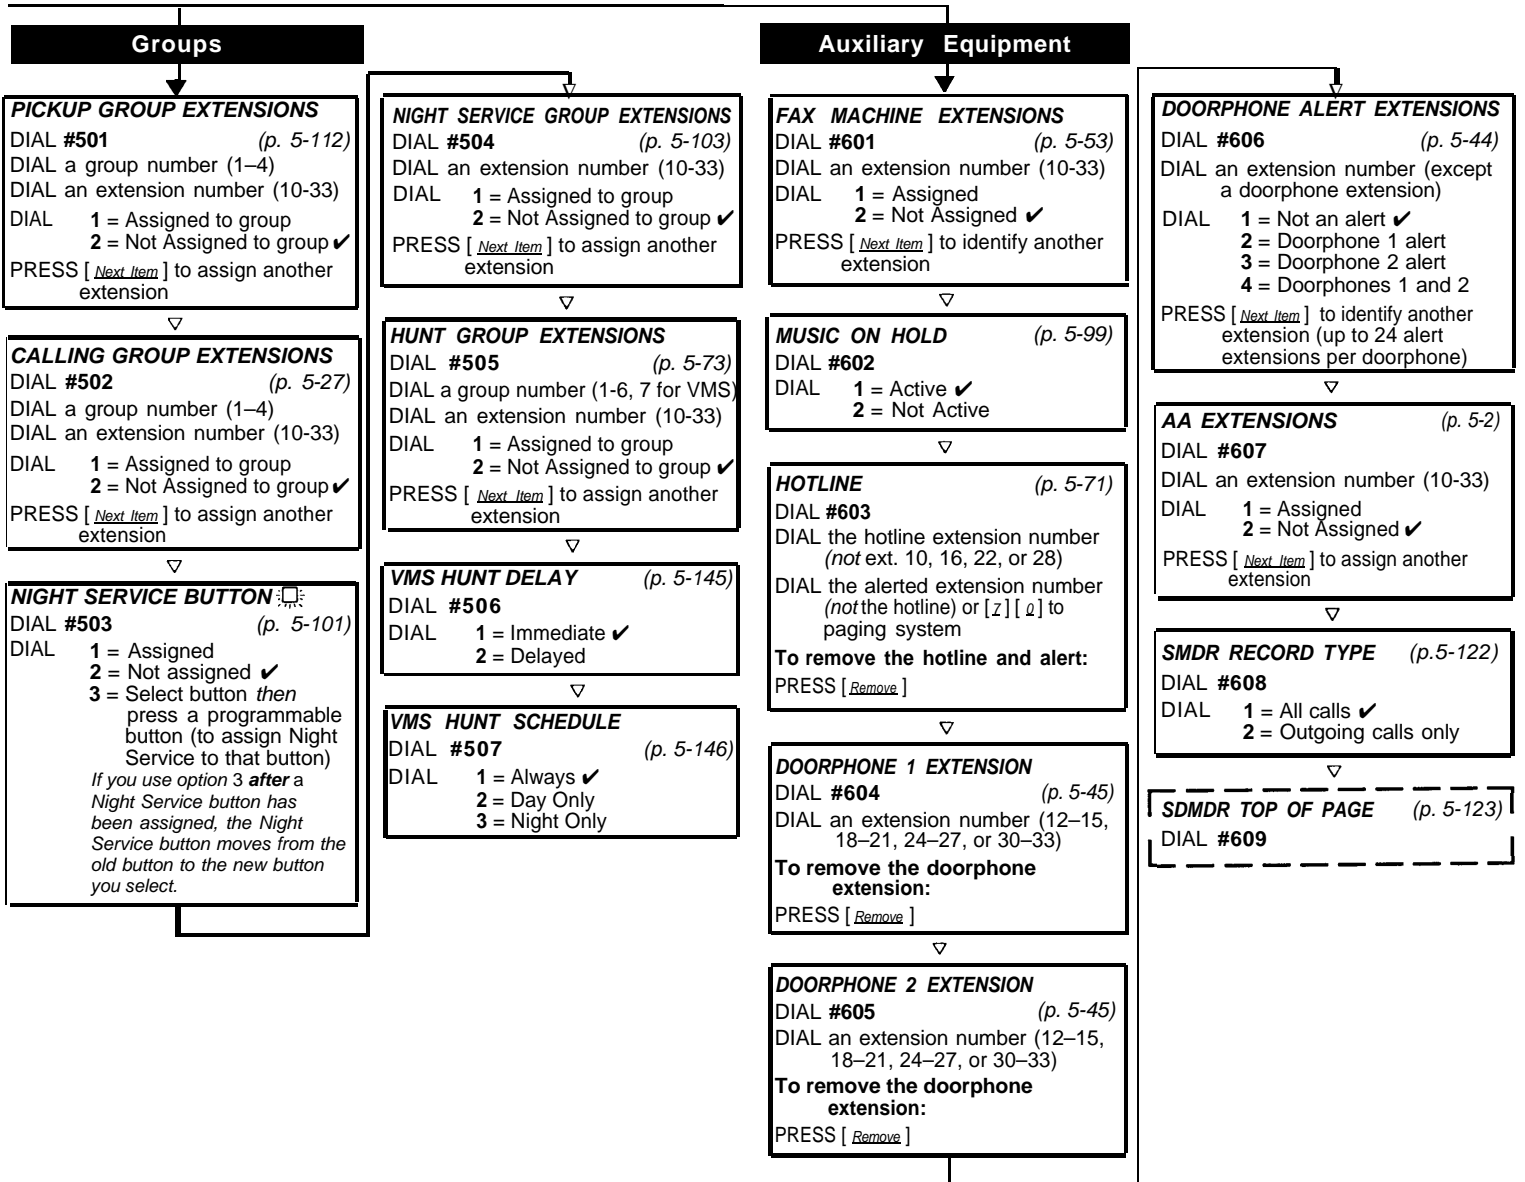 Groups
PICKUP GROUP EXTENSIONS
DIAL #501 (p. 5-112)
DIAL a group number (1–4)
DIAL an extension number (10-33)
DIAL 1 = Assigned to group
2 = Not Assigned to group ✔
PRESS [ Next Item ] to assign another
extension
CALLING GROUP EXTENSIONS
DIAL #502 (p. 5-27)
DIAL a group number (1–4)
DIAL an extension number (10-33)
DIAL 1 = Assigned to group
2 = Not Assigned to group ✔
PRESS [ Next Item ] to assign another
extension
NIGHT SERVICE BUTTON
DIAL #503 (p. 5-101)
DIAL 1 = Assigned
2 = Not assigned ✔
3 = Select button then
press a programmable
button (to assign Night
Service to that button)
If you use option 3 after a
Night Service button has
been assigned, the Night
Service button moves from the
old button to the new button
you select.
NIGHT SERVICE GROUP EXTENSIONS
DIAL #504 (p. 5-103)
DIAL an extension number (10-33)
DIAL 1 = Assigned to group
2 = Not Assigned to group ✔
PRESS [ Next Item ] to assign another
extension
HUNT GROUP EXTENSIONS
DIAL #505 (p. 5-73)
DIAL a group number (1-6, 7 for VMS)
DIAL an extension number (10-33)
DIAL 1 = Assigned to group
2 = Not Assigned to group ✔
PRESS [ Next Item ] to assign another
extension
VMS HUNT DELAY (p. 5-145)
DIAL #506
DIAL 1 = Immediate ✔
2 = Delayed
VMS HUNT SCHEDULE
DIAL #507 (p. 5-146)
DIAL 1 = Always ✔
2 = Day Only
3 = Night Only
Auxiliary Equipment
FAX MACHINE EXTENSIONS
DIAL #601 (p. 5-53)
DIAL an extension number (10-33)
DIAL 1 = Assigned
2 = Not Assigned ✔
PRESS [ Next Item ] to identify another
extension
MUSIC ON HOLD (p. 5-99)
DIAL #602
DIAL 1 = Active ✔
2 = Not Active
HOTLINE (p. 5-71)
DIAL #603
DIAL the hotline extension number
(not ext. 10, 16, 22, or 28)
DIAL the alerted extension number
(not the hotline) or [ 7 ] [ 0 ] to
paging system
To remove the hotline and alert:
PRESS [ Remove ]
DOORPHONE 1 EXTENSION
DIAL #604 (p. 5-45)
DIAL an extension number (12–15,
18–21, 24–27, or 30–33)
To remove the doorphone
extension:
PRESS [ Remove ]
DOORPHONE 2 EXTENSION
DIAL #605 (p. 5-45)
DIAL an extension number (12–15,
18–21, 24–27, or 30–33)
To remove the doorphone
extension:
PRESS [ Remove ]
DOORPHONE ALERT EXTENSIONS
DIAL #606 (p. 5-44)
DIAL an extension number (except
a doorphone extension)
DIAL 1 = Not an alert ✔
2 = Doorphone 1 alert
3 = Doorphone 2 alert
4 = Doorphones 1 and 2
PRESS [ Next Item ] to identify another
extension (up to 24 alert
extensions per doorphone)
AA EXTENSIONS (p. 5-2)
DIAL #607
DIAL an extension number (10-33)
DIAL 1 = Assigned
2 = Not Assigned ✔
PRESS [ Next Item ] to assign another
extension
SMDR RECORD TYPE (p.5-122)
DIAL #608
DIAL 1 = All calls ✔
2 = Outgoing calls only
SDMDR TOP OF PAGE (p. 5-123)
DIAL #609